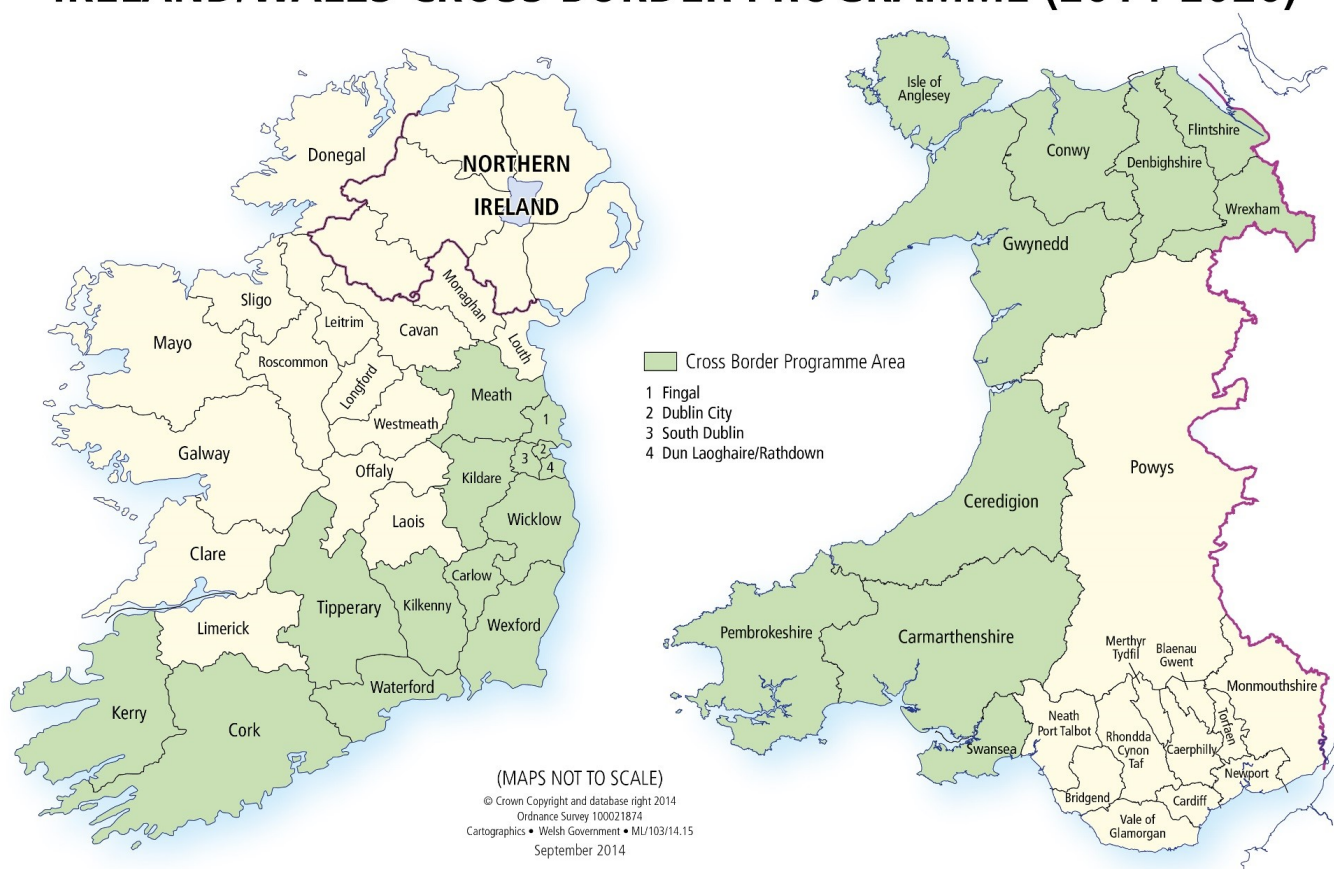 IRELAND/WALES CROSS BORDER PROGRAMME (2014-2020)
Donegal
NORTHERN
IRELAND
Monaghan
Sligo
Leitrim
Cavan
Louth
Mayo
Roscommon
Longford
Meath
Westmeath
1
Galway
Offaly
2
3
4
Kildare
Laois
Wicklow
Clare
Carlow
Tipperary
Kilkenny
Limerick
Wexford
Waterford
Kerry
Cork
Cross Border Programme Area
1 Fingal
2 Dublin City
3 South Dublin
4 Dun Laoghaire/Rathdown
(MAPS NOT TO SCALE)
© Crown Copyright and database right 2014
Ordnance Survey 100021874
Cartographics • Welsh Government • ML/103/14.15
September 2014
Isle of
Anglesey
Conwy
Flintshire
Denbighshire
Wrexham
Gwynedd
Powys
Ceredigion
Pembrokeshire
Carmarthenshire
Merthyr
Tydfil
Blaenau
Gwent
Monmouthshire
Neath
Port Talbot
Rhondda
Cynon
Taf
Torfaen
Caerphilly
Swansea
Newport
Bridgend
Cardiff
Vale of
Glamorgan